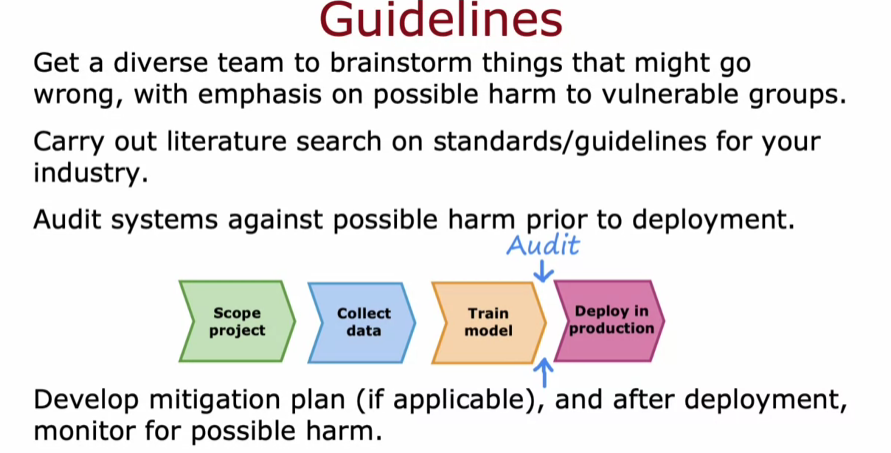 Guidelines
Get a diverse team to brainstorm things that might go
wrong, with emphasis on possible harm to vulnerable groups.
Carry out literature search on standards/guidelines for your
industry.
Audit systems against possible harm prior to deployment.
Audit
Scope
project
Collect
data
Train
model
Deploy in
production
Develop mitigation plan (if applicable), and after deployment,
monitor for possible harm.